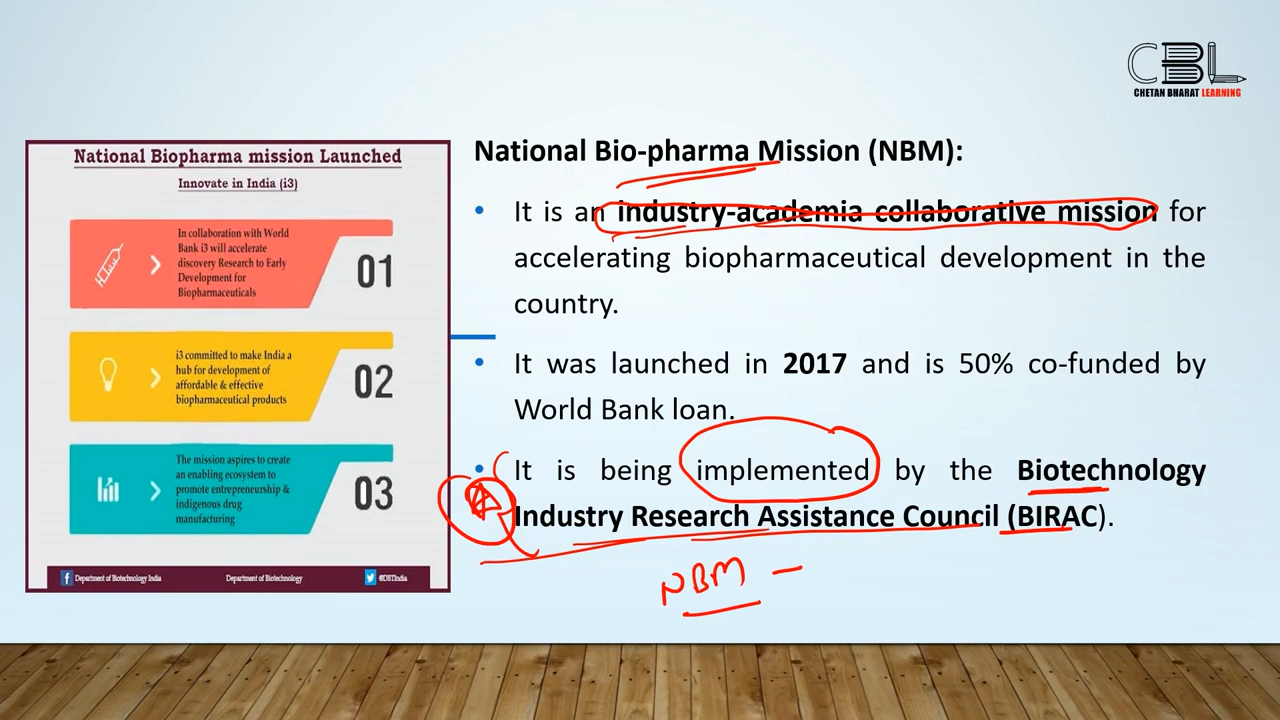 CBL
CHETAN BHARAT LEARNING
National Biopharma mission Launched
Innovate in India (i3)
In collaboration with World
Bank i3 will accelerate
discovery Research to Early
Development for
Biopharmaceuticals
01
i3 committed to make India a
hub for development of
affordable & effective
biopharmaceutical products
02
The mission aspires to create
an enabling ecosystem to
promote entrepreneurship &
indigenous drug
manufacturing
03
Department of Biotechnology India
Department of Biotechnology
@DBTIndia
National Bio-pharma Mission (NBM):
• It is an industry-academia collaborative mission for
accelerating biopharmaceutical development in the
country.
• It was launched in 2017 and is 50% co-funded by
World Bank loan.
• It is being implemented by the Biotechnology
Industry Research Assistance Council (BIRAC).
NBM -